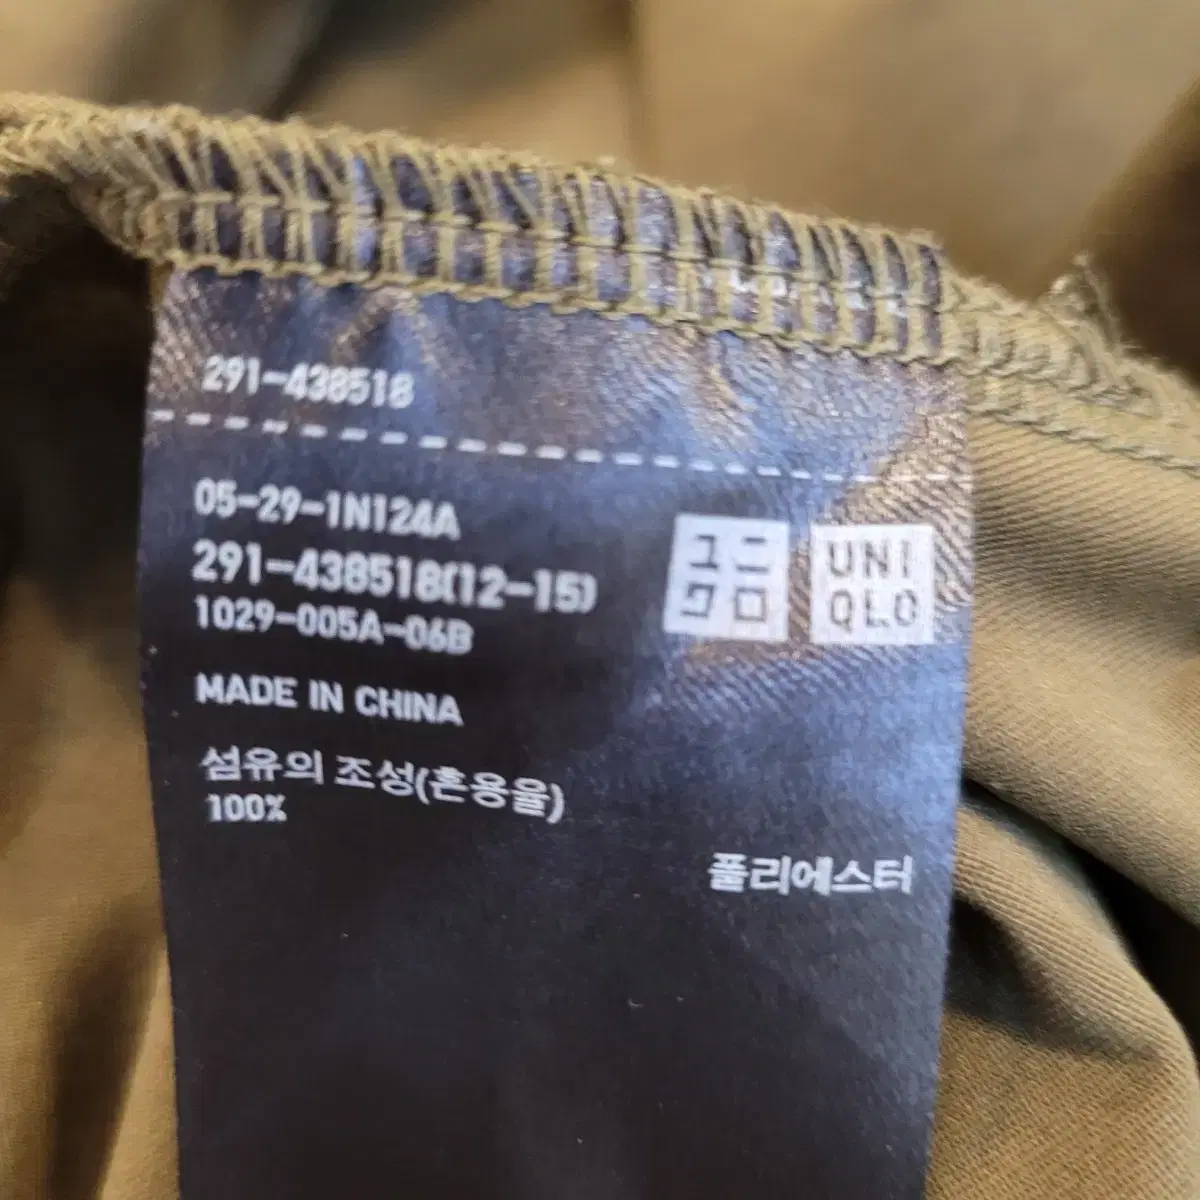 291-438518
05-29-1N124A
291-438518(12-15)
1029-005A-06B
ユニ
クロ
UNI
QLO
MADE IN CHINA
섬유의 조성(혼용율)
100%
폴리에스터